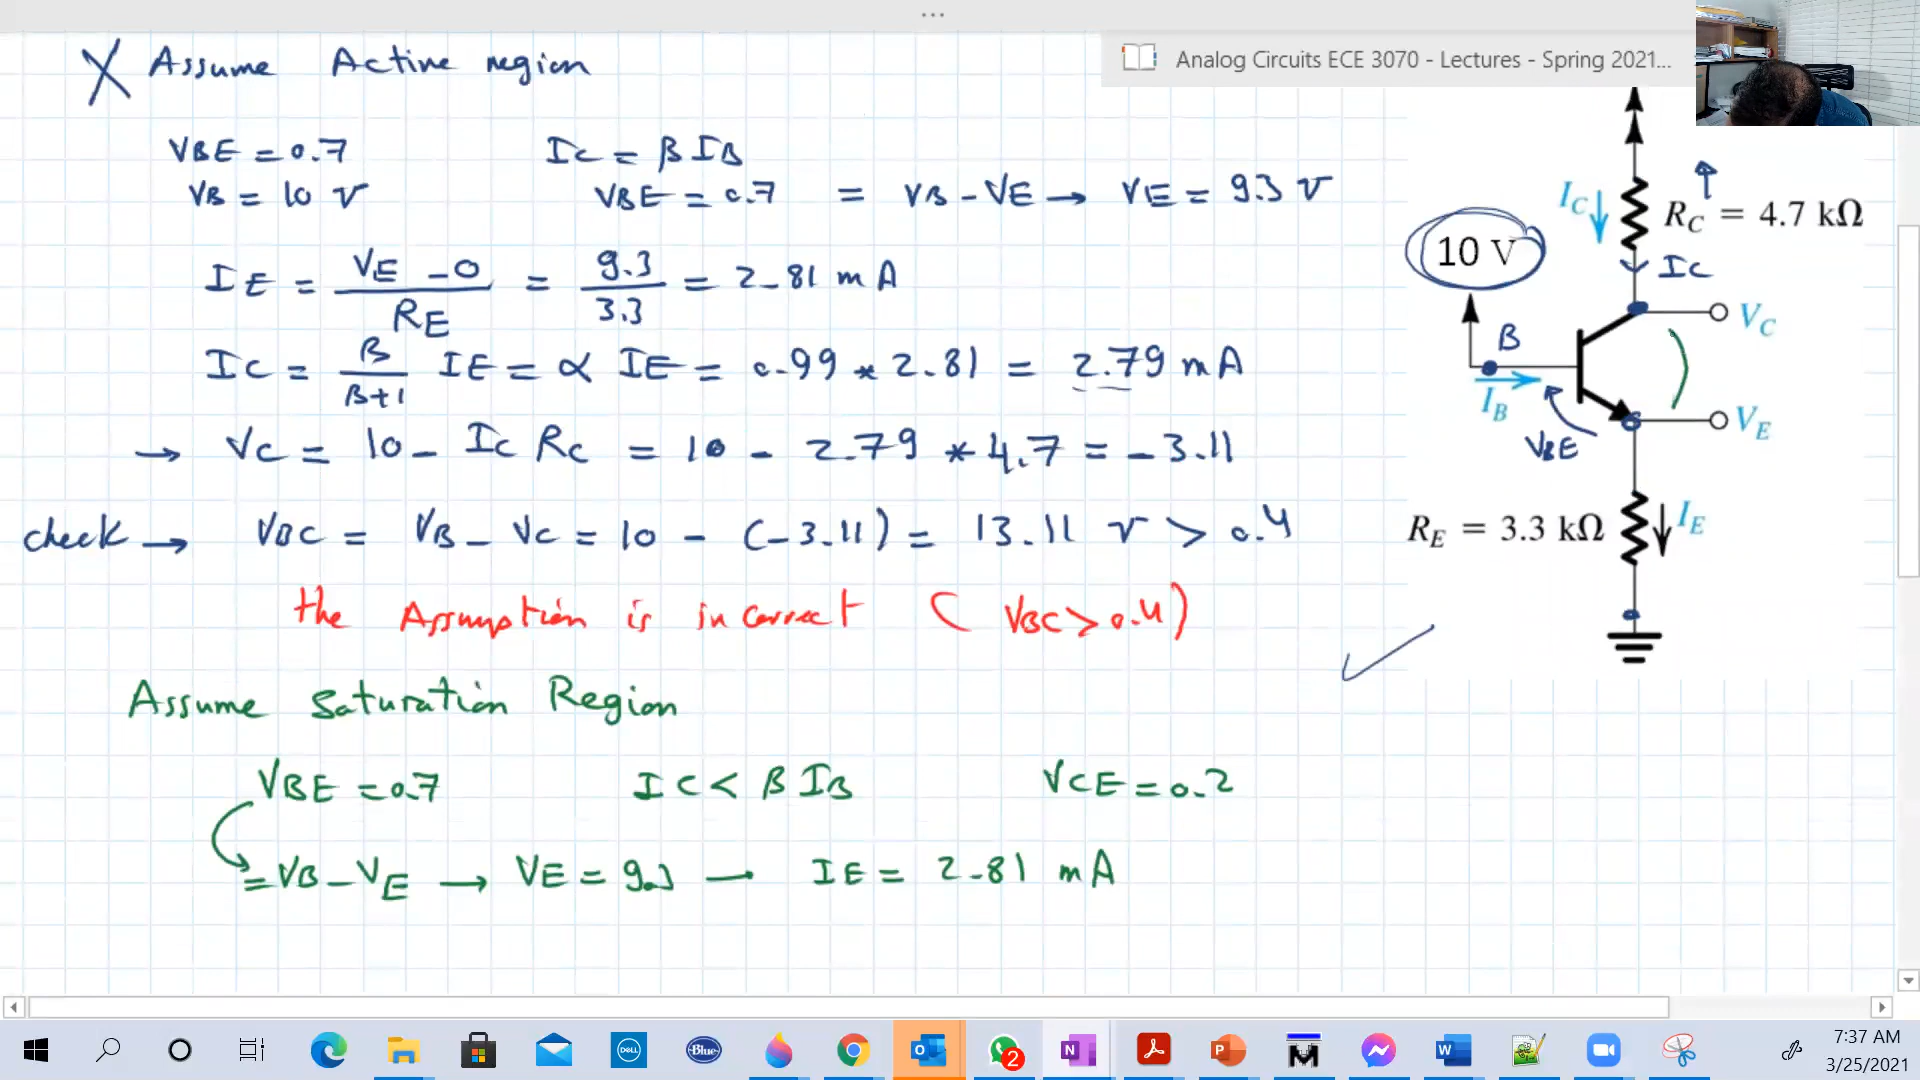 Analog Circuits ECE 3070 - Lectures - Spring 2021...
Assume Active region
VBE = 0.7 IC = β IB
VB = 10 V VBE = 0.7 = VB - VE → VE = 9.3 V
IE = VE - 0 / RE = 9.3 / 3.3 = 2.81 mA
IC = β / β+1 IE = α IE = 0.99 * 2.81 = 2.79 mA
→ VC = 10 - IC RC = 10 - 2.79 * 4.7 = -3.11
check → VBC = VB - VC = 10 - (-3.11) = 13.11 V > 0.4
the Assumption is incorrect ( VBC > 0.4 )
Assume Saturation Region
VBE = 0.7 IC < β IB VCE = 0.2
= VB - VE → VE = 9.3 — IE = 2.81 mA
IC
RC = 4.7 kΩ
10 V
IC
B
VC
IB
VBE
VE
RE = 3.3 kΩ
IE
DELL
Blue
2
7:37 AM
3/25/2021